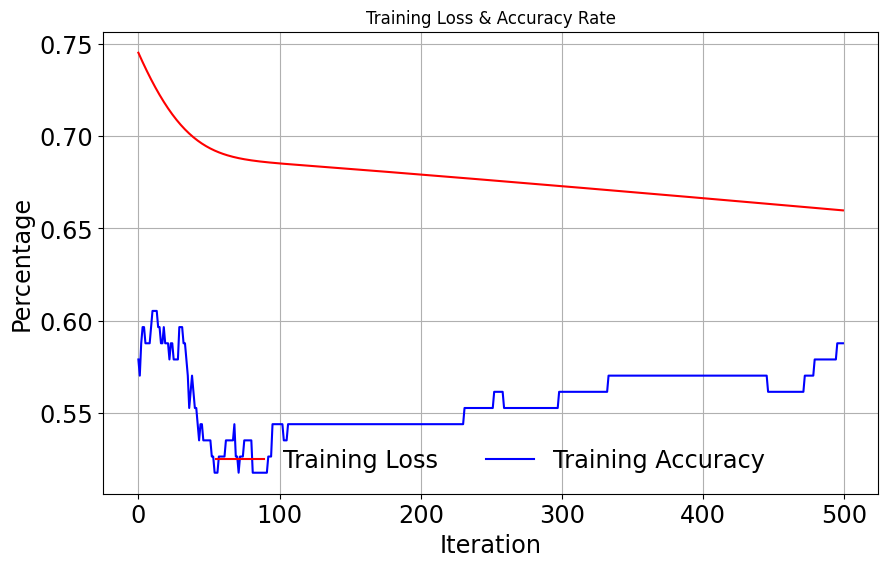 Training Loss & Accuracy Rate
0.75
0.70
0.65
0.60
0.55
Percentage
Training Loss Training Accuracy
0 100 200 300 400 500
Iteration